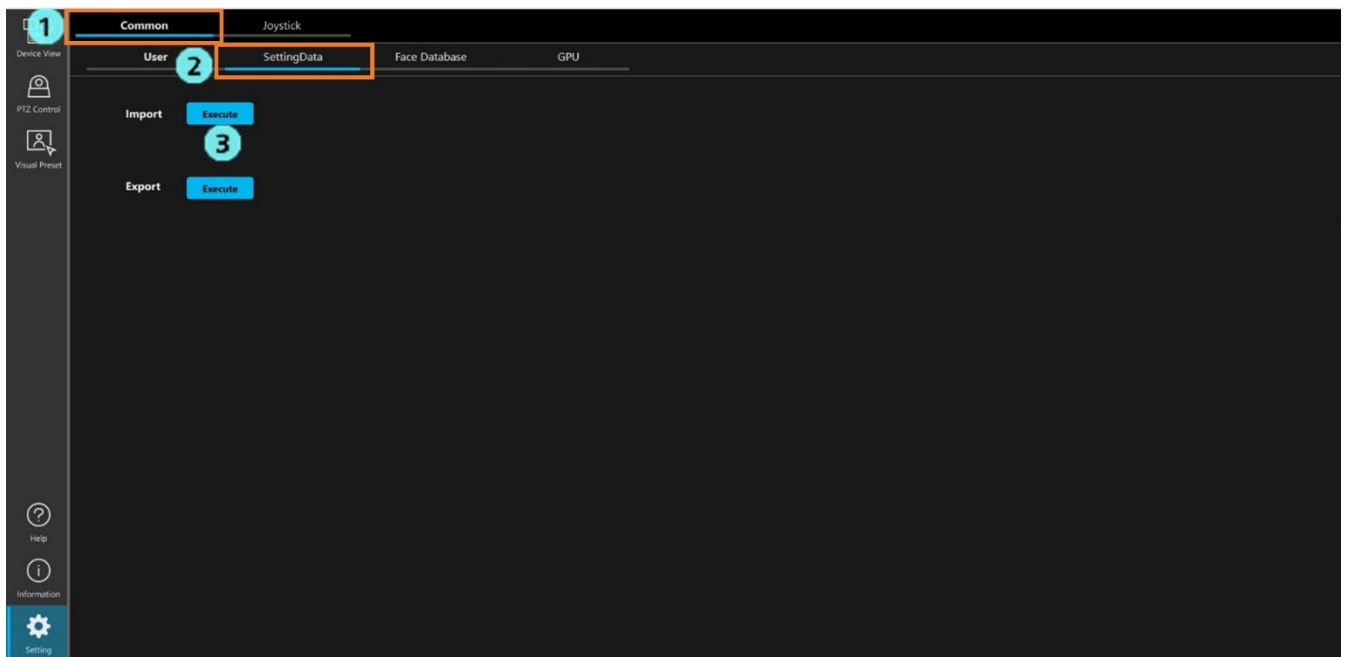 1
Common
Joystick
Device View
User
2
SettingData
Face Database
GPU
PTZ Control
Import
Execute
3
Visual Preset
Export
Execute
?
Help
i
Information
Setting